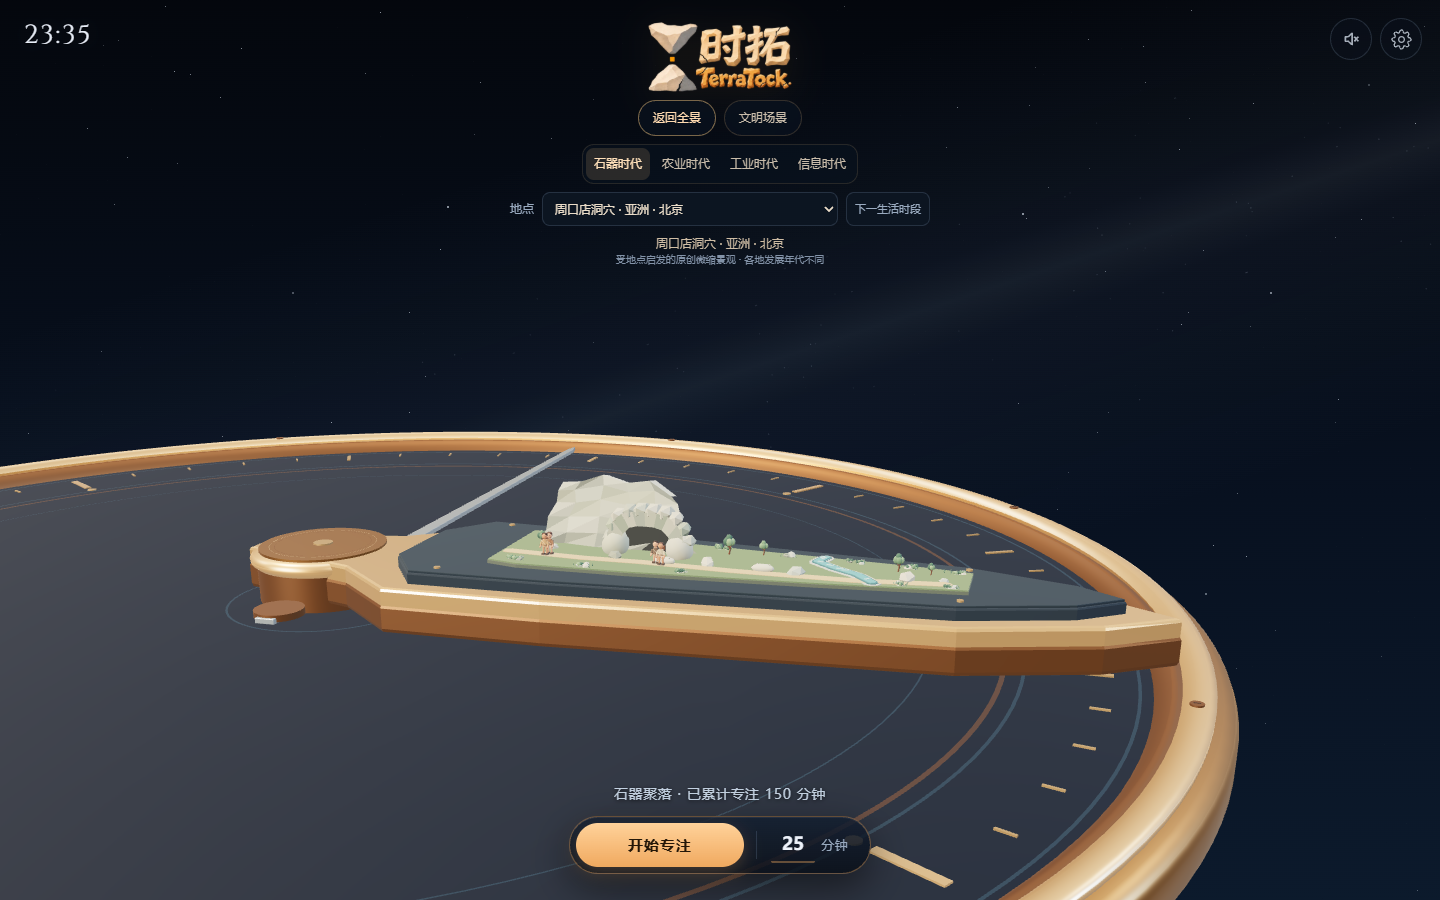 23:35
时拓
TerraTock
返回全景 文明场景
石器时代 农业时代 工业时代 信息时代
地点 周口店洞穴 · 亚洲 · 北京 下一生活时段
周口店洞穴 · 亚洲 · 北京
受地点启发的原创微缩景观 · 各地发展年代不同
石器聚落 · 已累计专注 150 分钟
开始专注 25 分钟